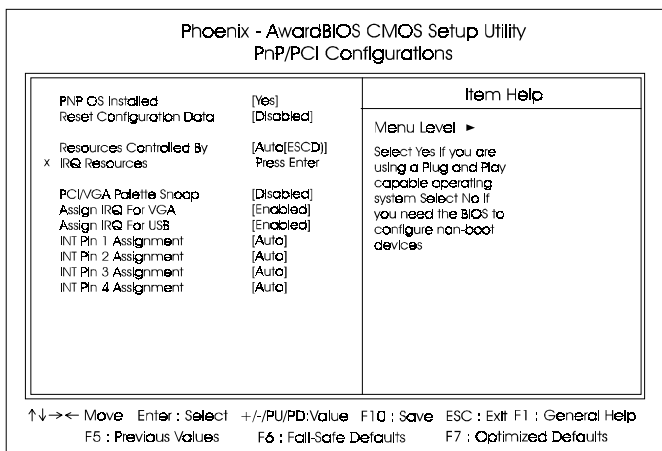 Phoenix - AwardBIOS CMOS Setup Utility
PnP/PCI Configurations
PNP OS Installed [Yes]
Reset Configuration Data [Disabled]
Resources Controlled By [Auto[ESCD)]
x IRQ Resources Press Enter
PCI/VGA Palette Snoop [Disabled]
Assign IRQ For VGA [Enabled]
Assign IRQ For USB [Enabled]
INT Pin 1 Assignment [Auto]
INT Pin 2 Assignment [Auto]
INT Pin 3 Assignment [Auto]
INT Pin 4 Assignment [Auto]
Item Help
Menu Level ►
Select Yes If you are
using a Plug and Play
capable operating
system Select No If
you need the BIOS to
configure non-boot
devices
↑↓→← Move Enter : Select +/-/PU/PD:Value F10 : Save ESC : Exit F1 : General Help
F5 : Previous Values F6 : Fail-Safe Defaults F7 : Optimized Defaults